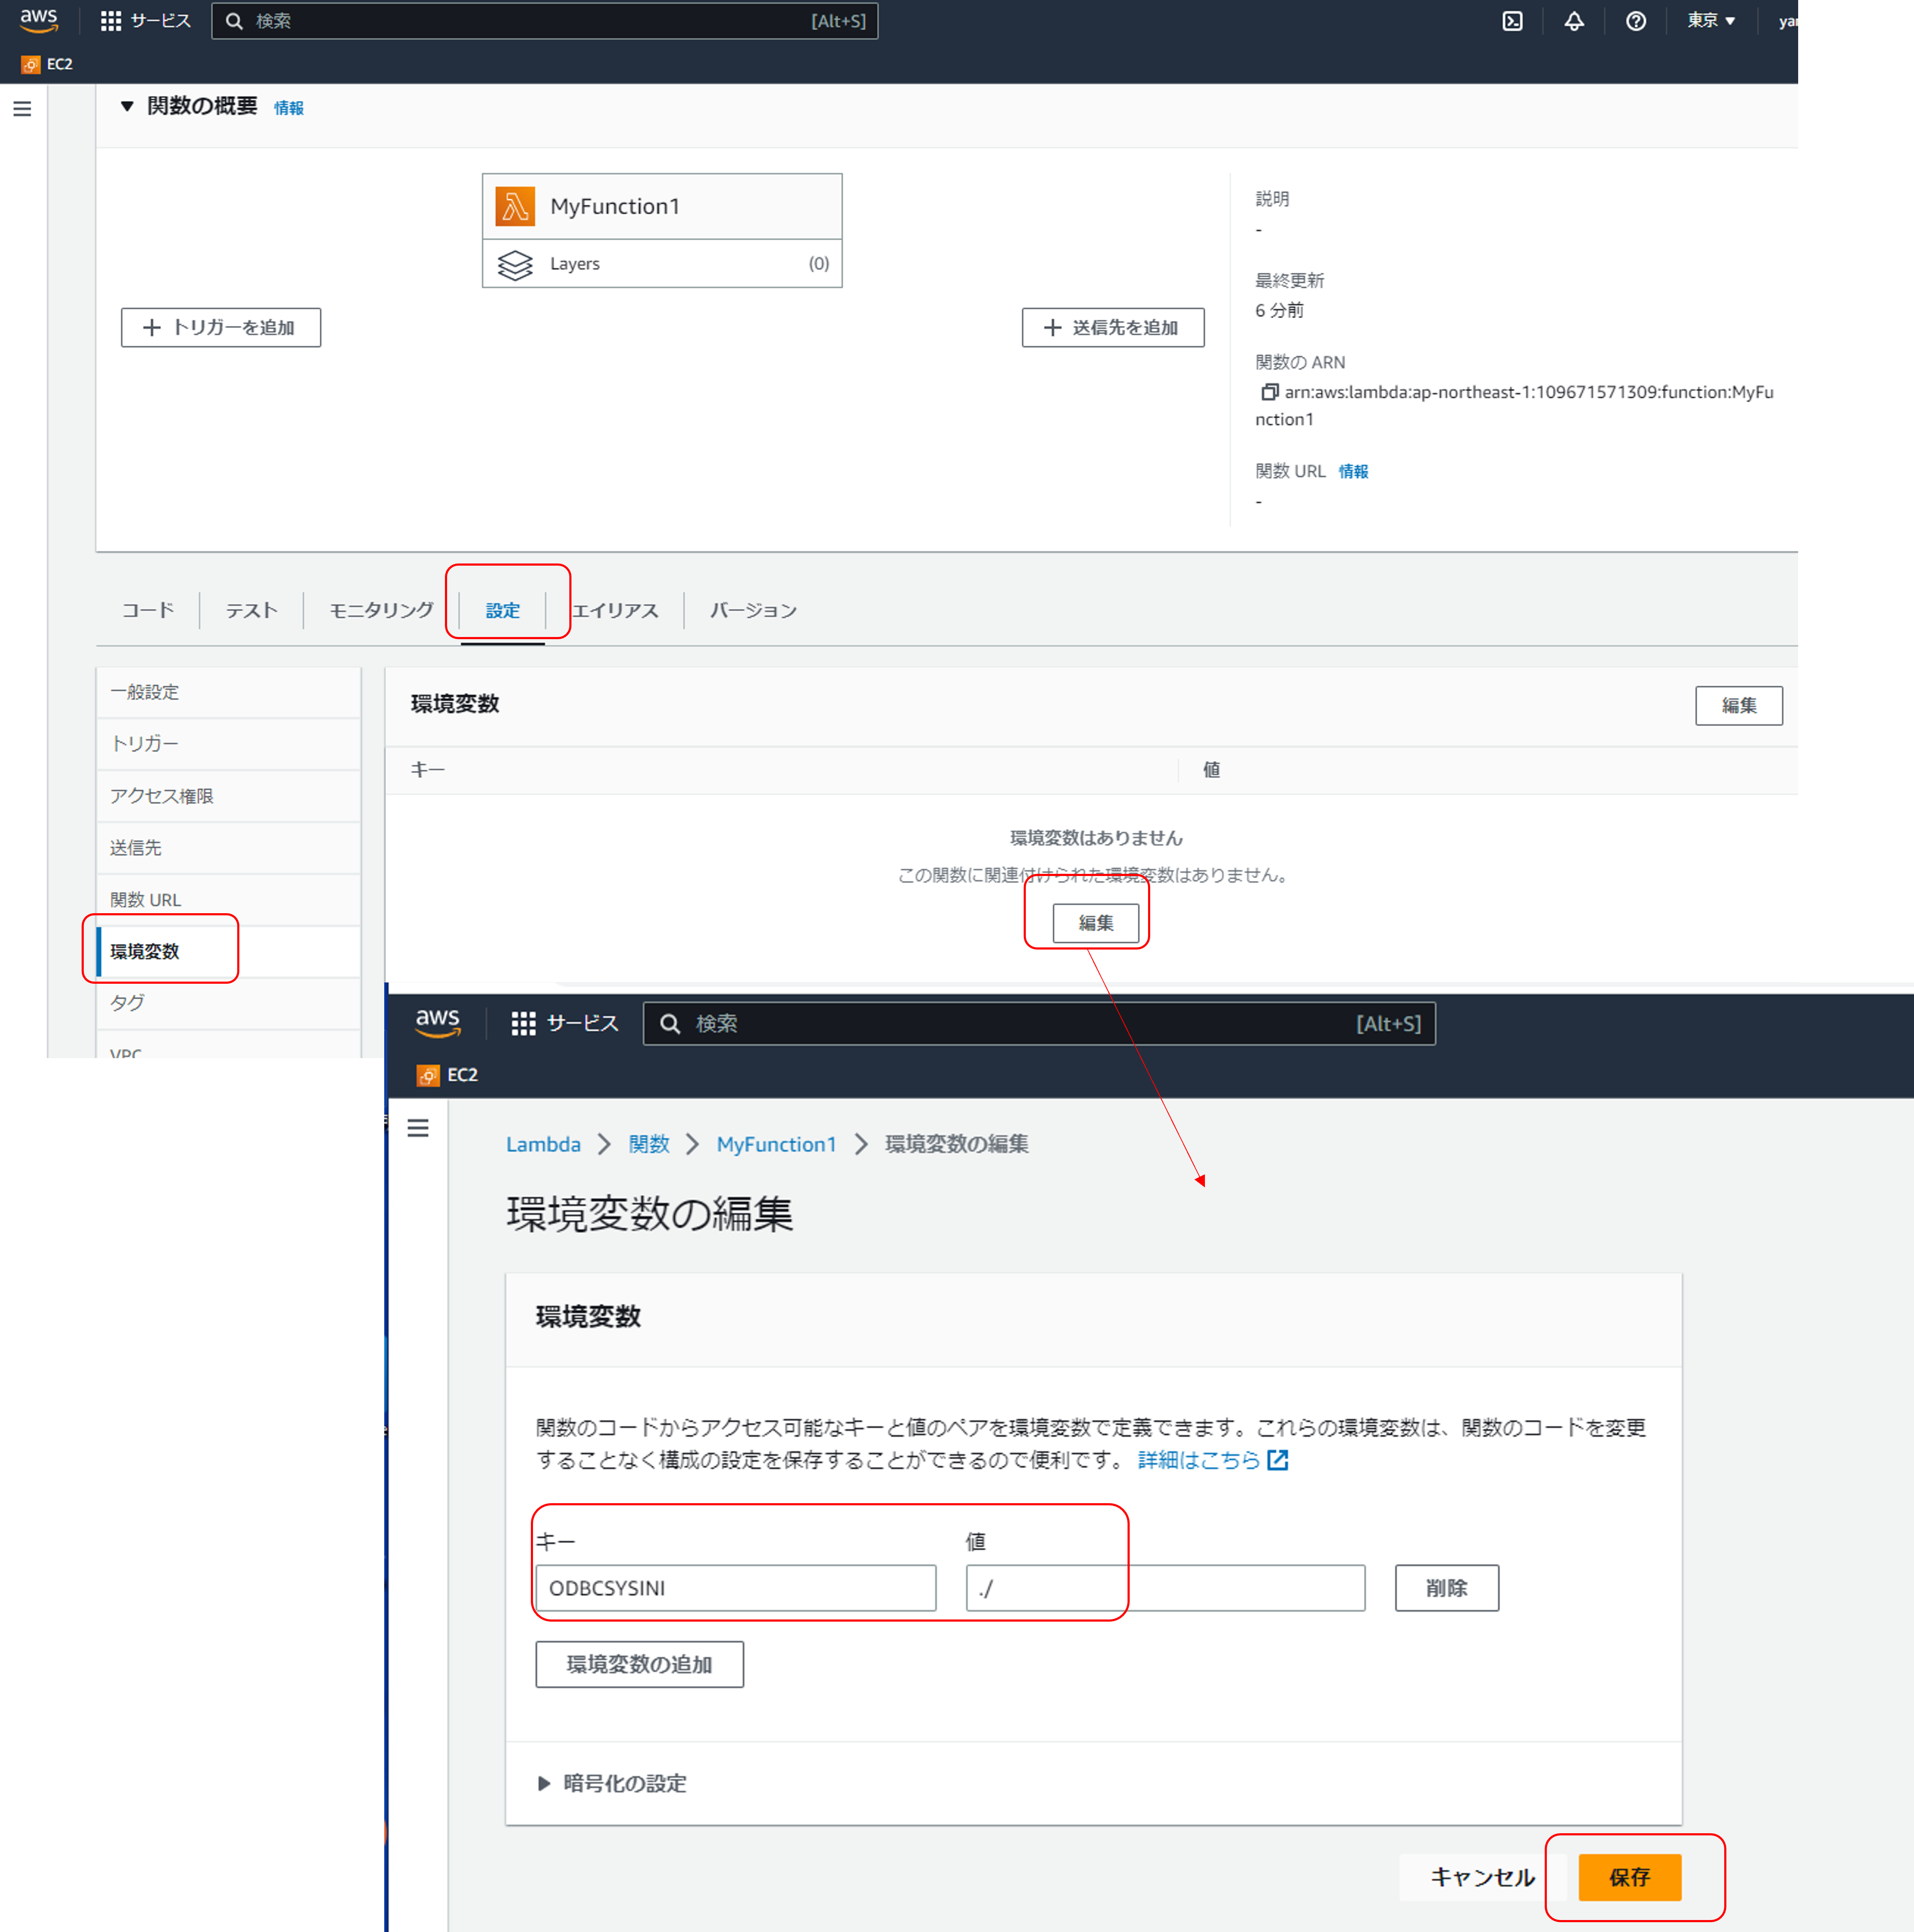 aws
サービス
検索
[Alt+S]
東京
EC2
関数の概要 情報
MyFunction1
Layers (0)
トリガーを追加
送信先を追加
説明
-
最終更新
6 分前
関数の ARN
arn:aws:lambda:ap-northeast-1:109671571309:function:MyFu
nction1
関数 URL 情報
-
コード テスト モニタリング 設定 エイリアス バージョン
一般設定
トリガー
アクセス権限
送信先
関数 URL
環境変数
タグ
VPC
環境変数
編集
キー 値
環境変数はありません
この関数に関連付けられた環境変数はありません。
編集
aws
サービス
検索
[Alt+S]
EC2
Lambda 関数 MyFunction1 環境変数の編集
環境変数の編集
環境変数
関数のコードからアクセス可能なキーと値のペアを環境変数で定義できます。これらの環境変数は、関数のコードを変更
することなく構成の設定を保存することができるので便利です。 詳細はこちら
キー 値
ODBCSYSINI ./ 削除
環境変数の追加
暗号化の設定
キャンセル 保存